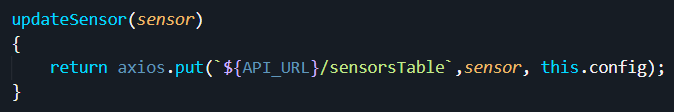 updateSensor(sensor)
{
    return axios.put(`${API_URL}/sensorsTable`,sensor, this.config);
}